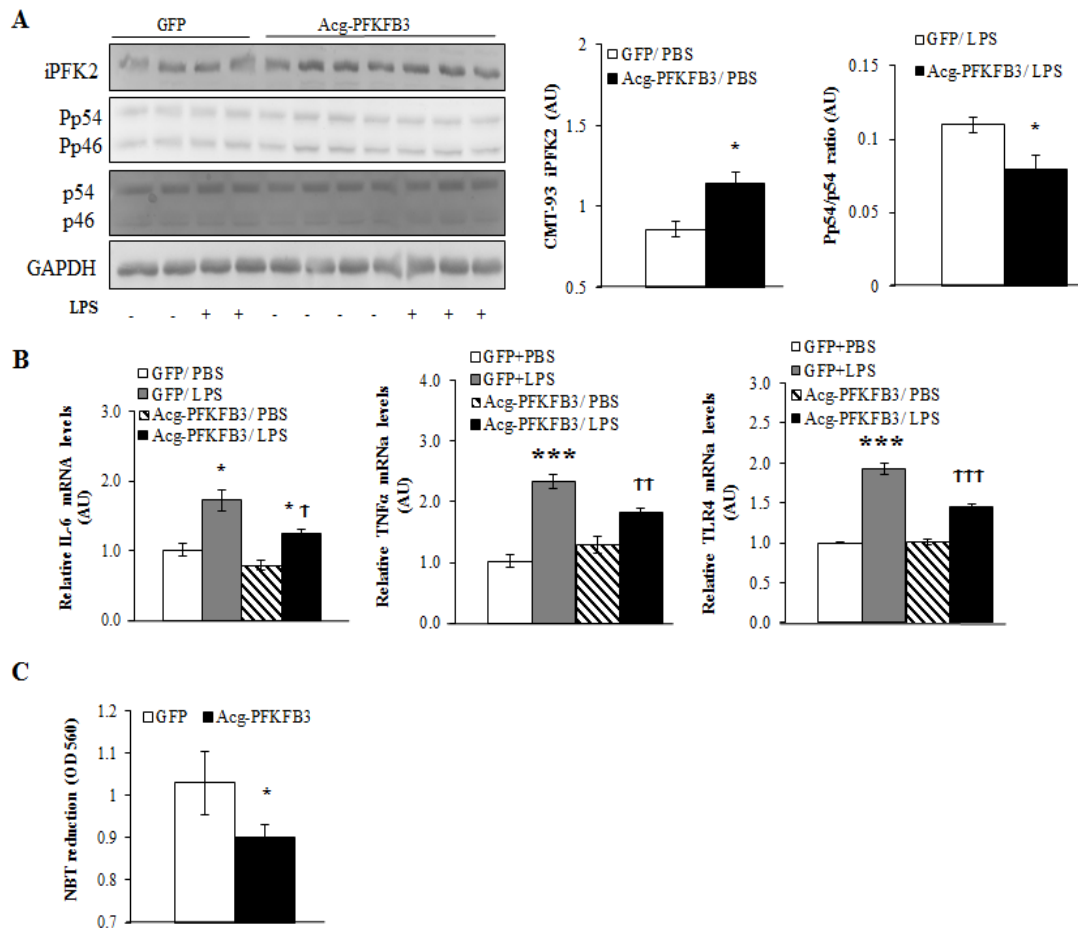 A
GFP
Acg-PFKFB3
iPFK2
Pp54
Pp46
p54
p46
GAPDH
LPS
- - + + - - - - + + +
CMT-93 iPFK2 (AU)
2
1.5
1
0.5
GFP/ PBS
Acg-PFKFB3/ PBS
*
Pp54/p54 ratio (AU)
0.15
0.1
0.05
0
GFP/ LPS
Acg-PFKFB3/ LPS
*
B
Relative IL-6 mRNA levels
(AU)
3.0
2.0
1.0
0.0
GFP/ PBS
GFP/ LPS
Acg-PFKFB3/ PBS
Acg-PFKFB3/ LPS
*
* †
Relative TNFα mRNa levels
(AU)
4.0
3.0
2.0
1.0
0.0
GFP+PBS
GFP+LPS
Acg-PFKFB3/ PBS
Acg-PFKFB3/ LPS
***
††
Relative TLR4 mRNa levels
(AU)
3.0
2.5
2.0
1.5
1.0
0.5
0.0
GFP+PBS
GFP+LPS
Acg-PFKFB3/ PBS
Acg-PFKFB3/ LPS
***
†††
C
NBT reduction (OD 560)
1.2
1.1
1
0.9
0.8
0.7
GFP
Acg-PFKFB3
*